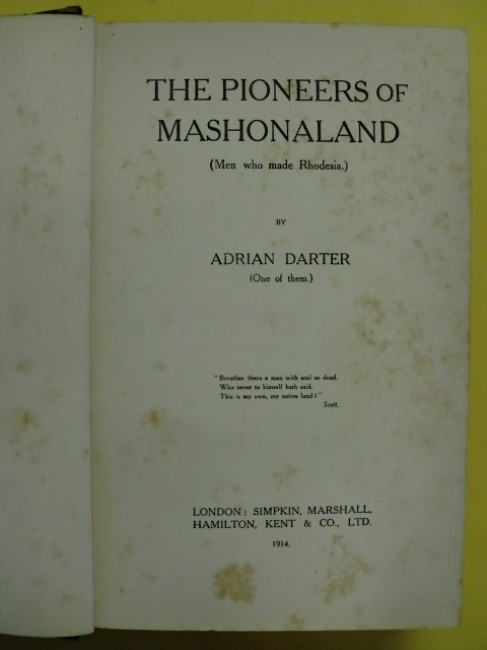 THE PIONEERS OF
MASHONALAND
(Men who made Rhodesia.)
BY
ADRIAN DARTER
(One of them.)
"Breathes there a man with soul so dead.
Who never to himself hath said.
This is my own, my native land?"
Scott.
LONDON: SIMPKIN, MARSHALL,
HAMILTON, KENT & CO., LTD.
1914.